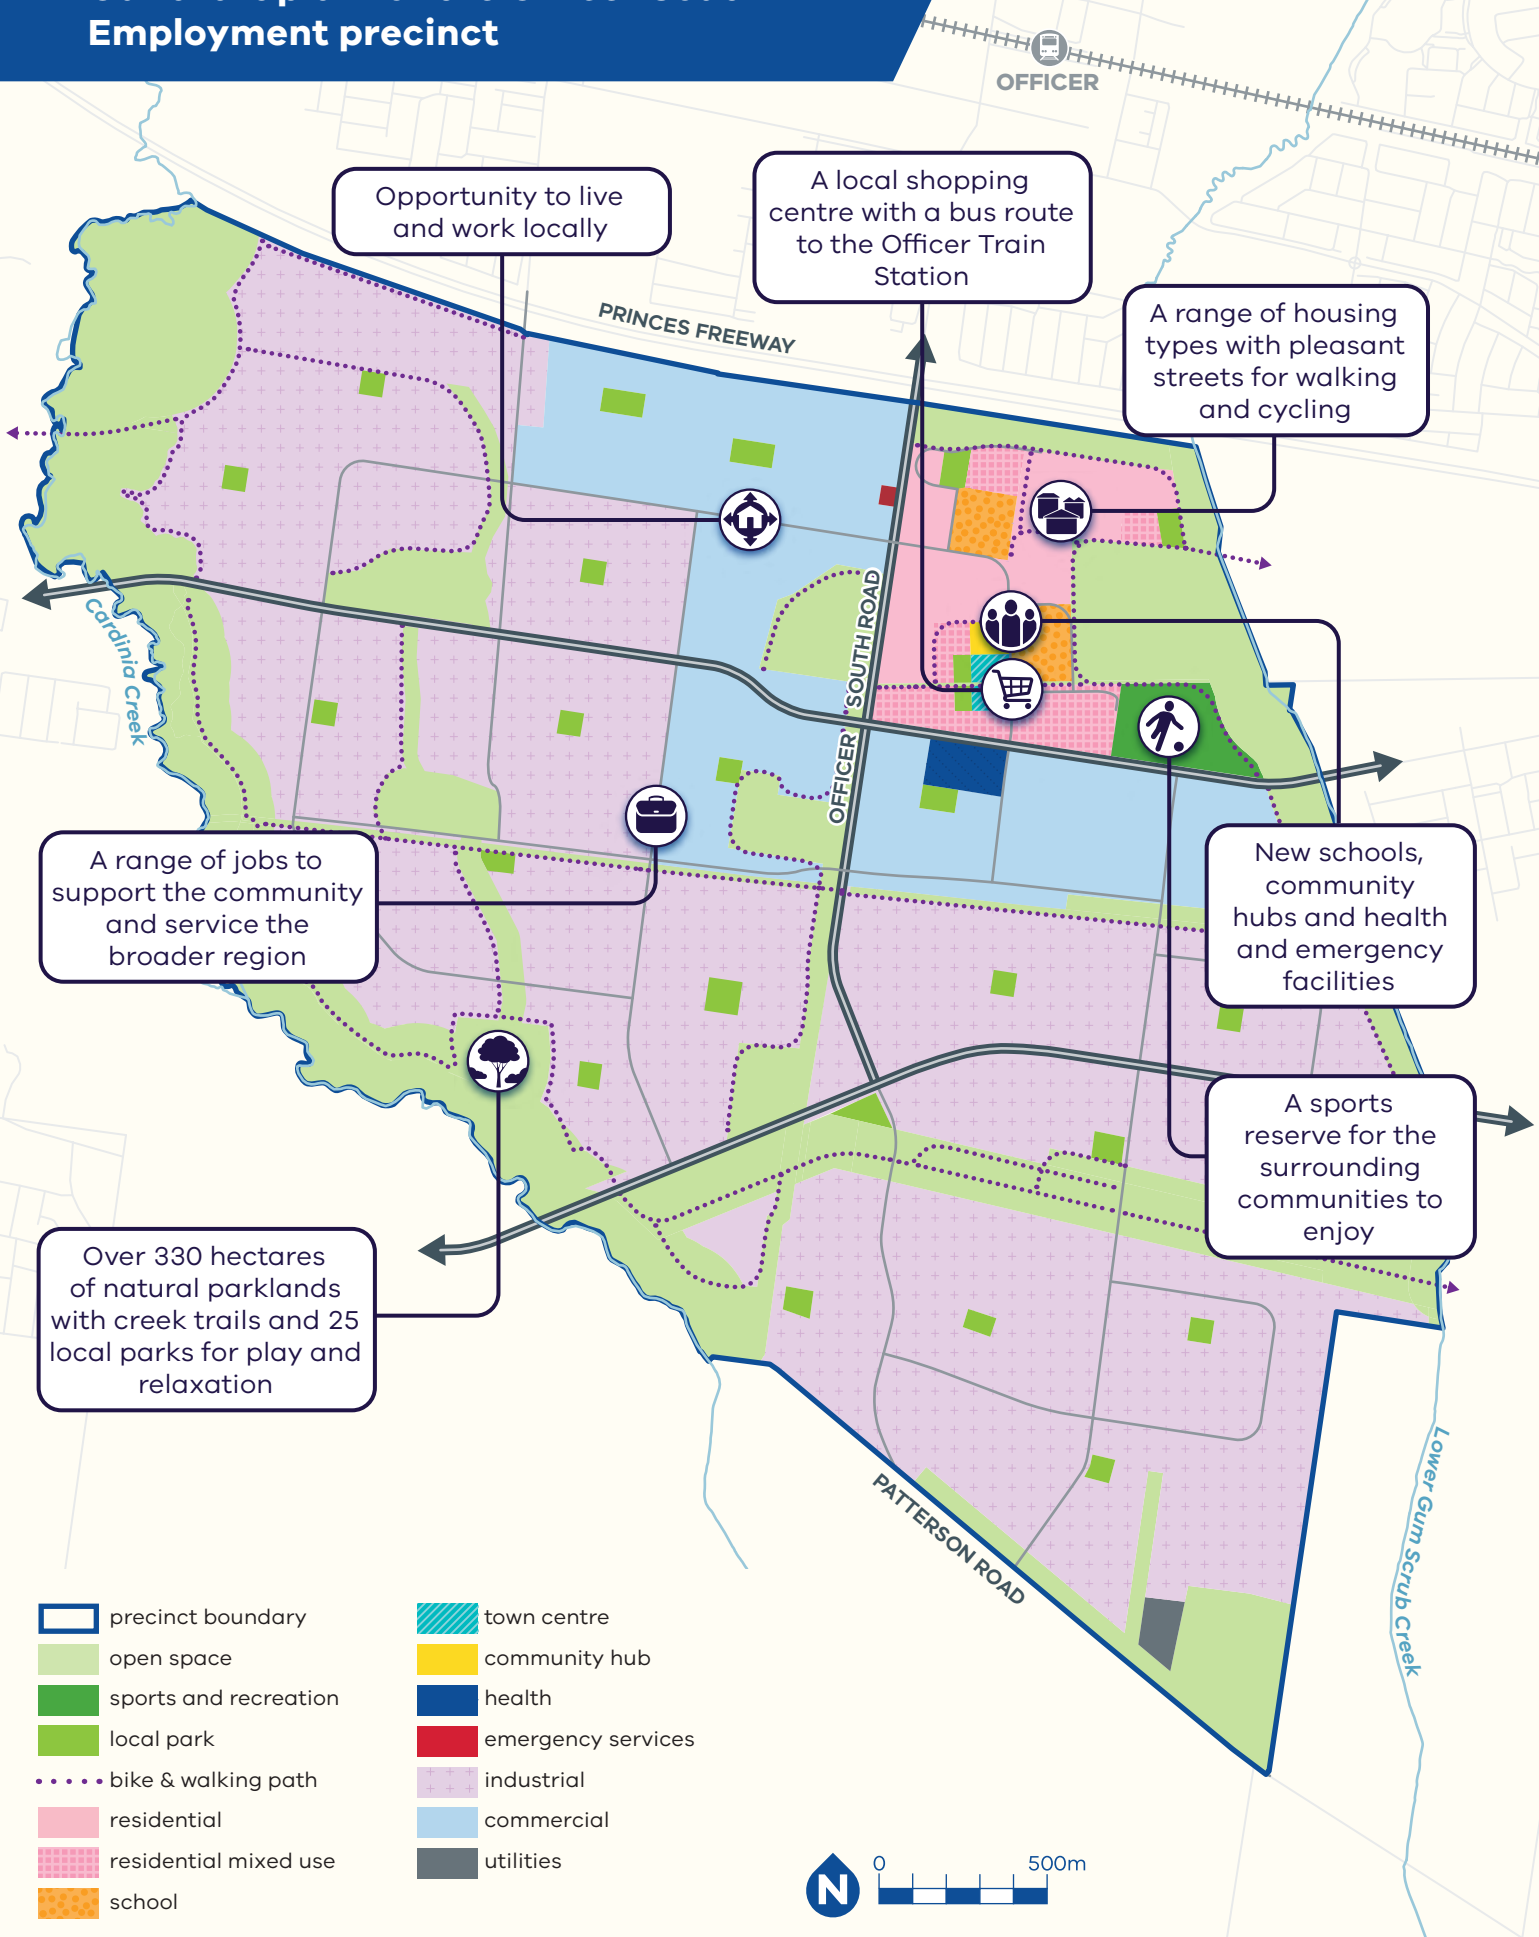 Employment precinct
OFFICER
Opportunity to live
and work locally
A local shopping
centre with a bus route
to the Officer Train
Station
A range of housing
types with pleasant
streets for walking
and cycling
PRINCES FREEWAY
OFFICER SOUTH ROAD
Cardinia Creek
A range of jobs to
support the community
and service the
broader region
New schools,
community
hubs and health
and emergency
facilities
A sports
reserve for the
surrounding
communities to
enjoy
Over 330 hectares
of natural parklands
with creek trails and 25
local parks for play and
relaxation
PATTERSON ROAD
Lower Gum Scrub Creek
precinct boundary
open space
sports and recreation
local park
bike & walking path
residential
residential mixed use
school
town centre
community hub
health
emergency services
industrial
commercial
utilities
N
0 500m